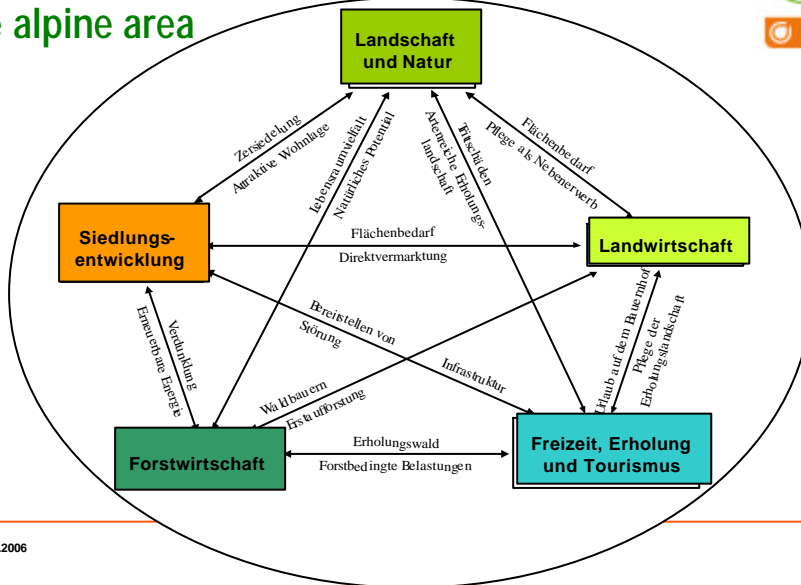 e alpine area
Landschaft
und Natur
Zersiedelung
Attraktive Wohnlage
Lebensraumvielfalt
Natürliches Potential
Trittschäden
Artenreiche Erholungs-
landschaft
Flächenbedarf
Pflege als Nebenerwerb
Siedlungs-
entwicklung
Flächenbedarf
Direktvermarktung
Landwirtschaft
Verdunklung
Erneuerbare Energie
Bereitstellen von
Störung
Infrastruktur
Waldbauern
Erstaufforstung
Urlaub auf dem Bauernhof
Pflege der
Erholungslandschaft
Forstwirtschaft
Erholungswald
Forstbedingte Belastungen
Freizeit, Erholung
und Tourismus
.2006